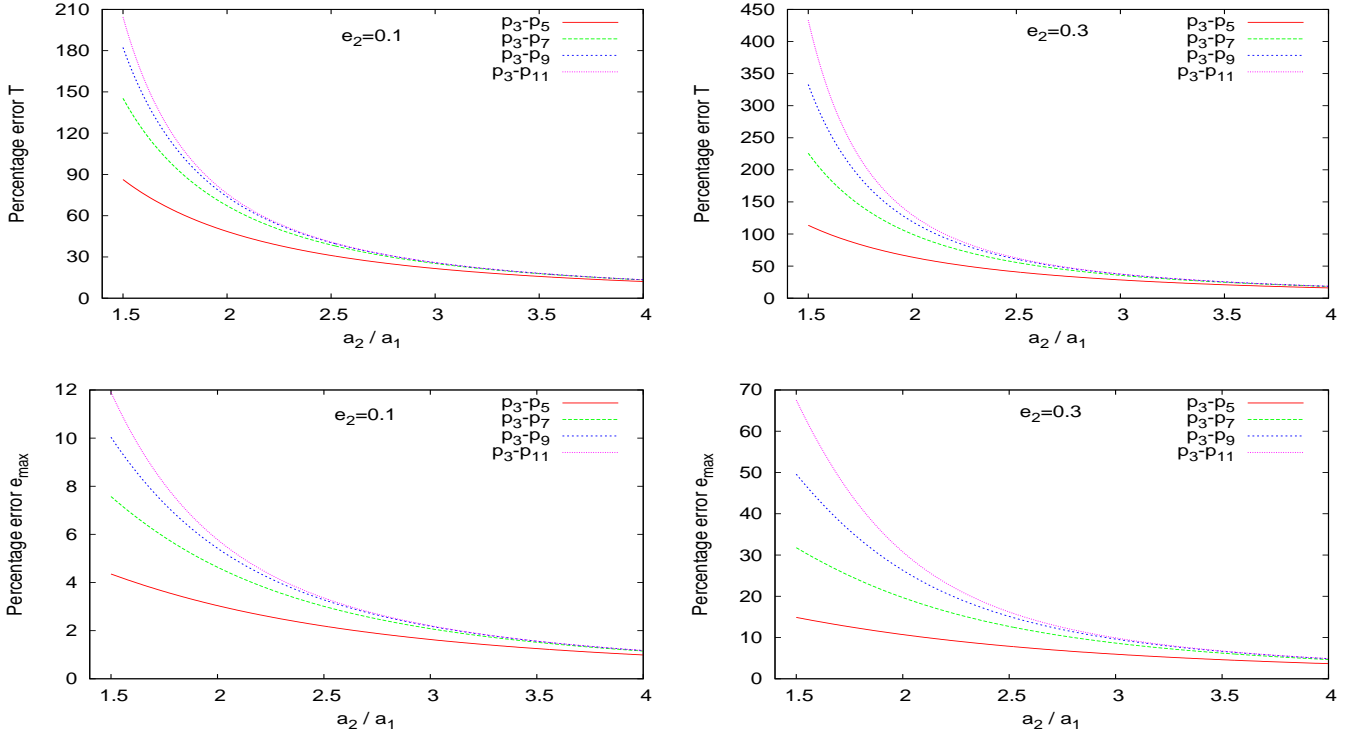 210
180
150
120
90
60
30
0
Percentage error T
e2=0.1
p3-p5
p3-p7
p3-p9
p3-p11
1.5 2 2.5 3 3.5 4
a2 / a1
450
400
350
300
250
200
150
100
50
0
Percentage error T
e2=0.3
p3-p5
p3-p7
p3-p9
p3-p11
1.5 2 2.5 3 3.5 4
a2 / a1
12
10
8
6
4
2
0
Percentage error emax
e2=0.1
p3-p5
p3-p7
p3-p9
p3-p11
1.5 2 2.5 3 3.5 4
a2 / a1
70
60
50
40
30
20
10
0
Percentage error emax
e2=0.3
p3-p5
p3-p7
p3-p9
p3-p11
1.5 2 2.5 3 3.5 4
a2 / a1